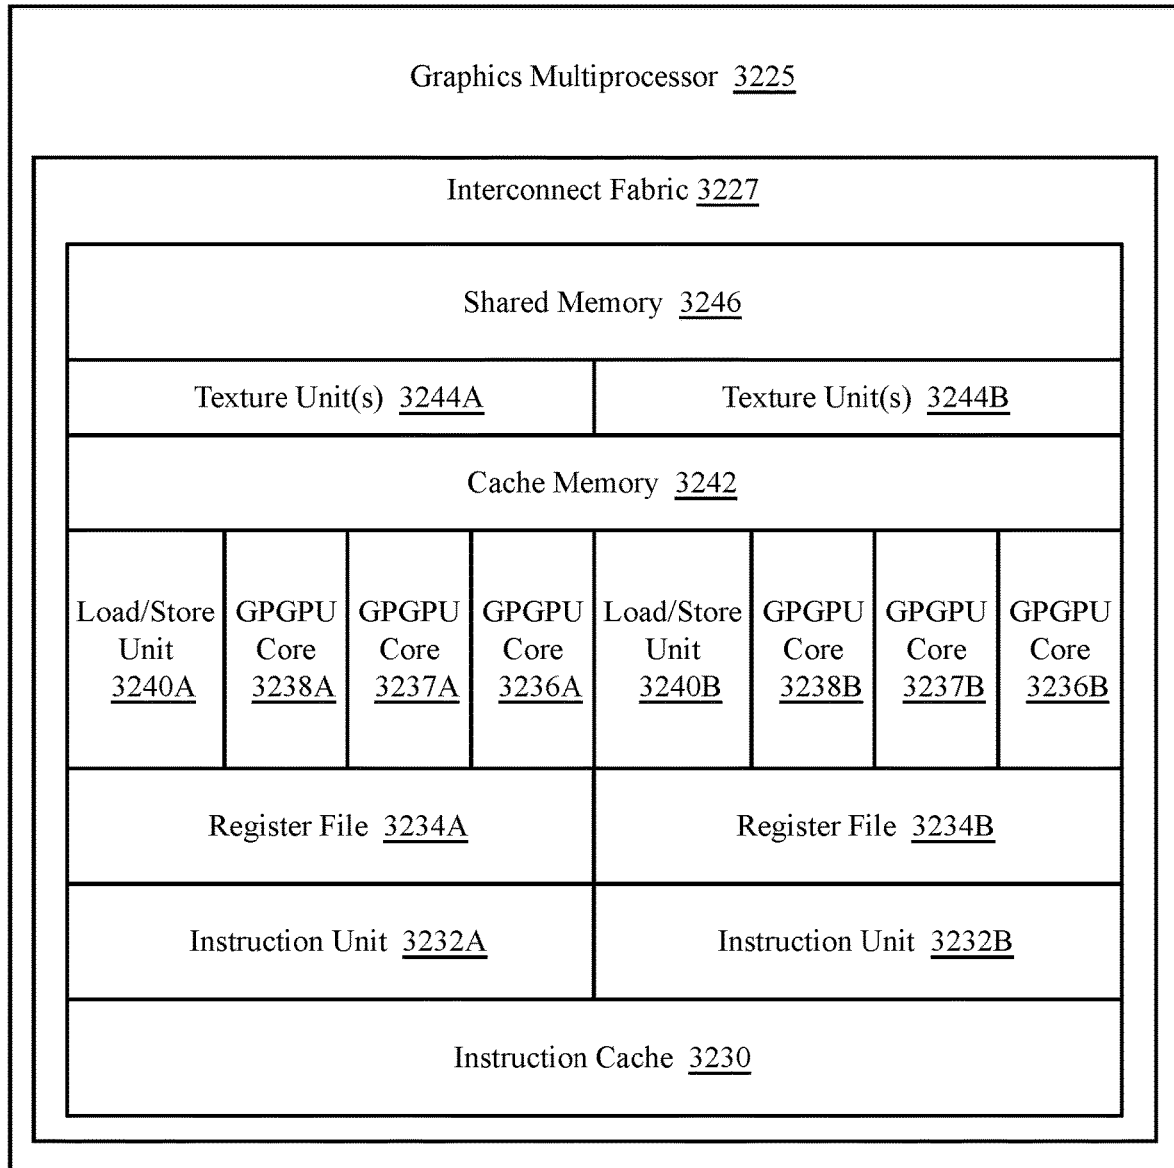 Graphics Multiprocessor 3225
Interconnect Fabric 3227
Shared Memory 3246
Texture Unit(s) 3244A
Texture Unit(s) 3244B
Cache Memory 3242
Load/Store
Unit
3240A
GPGPU
Core
3238A
GPGPU
Core
3237A
GPGPU
Core
3236A
Load/Store
Unit
3240B
GPGPU
Core
3238B
GPGPU
Core
3237B
GPGPU
Core
3236B
Register File 3234A
Register File 3234B
Instruction Unit 3232A
Instruction Unit 3232B
Instruction Cache 3230